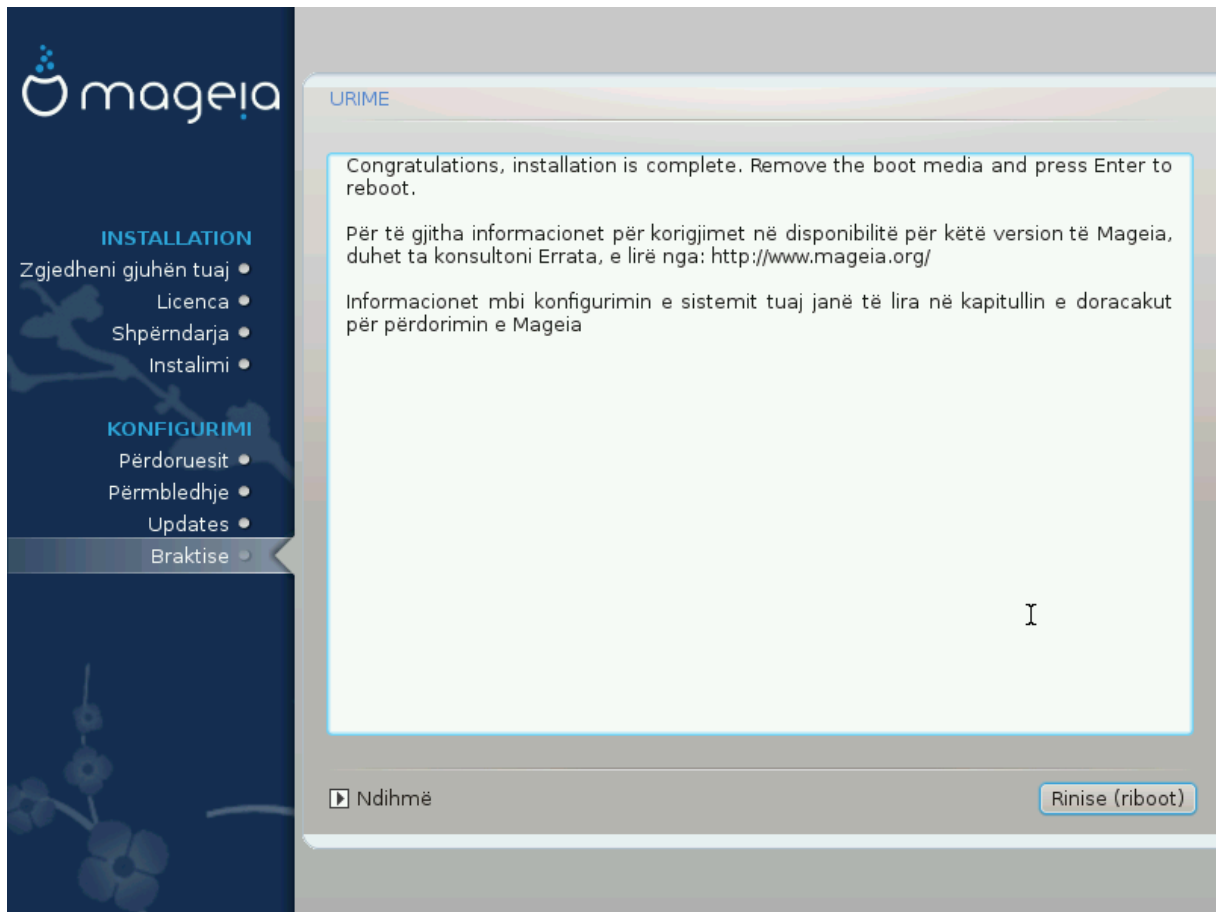 mageia
INSTALLATION
Zgjedheni gjuhën tuaj
Licenca
Shpërndarja
Instalimi
KONFIGURIMI
Përdoruesit
Përmbledhje
Updates
Braktise
URIME
Congratulations, installation is complete. Remove the boot media and press Enter to
reboot.
Për të gjitha informacionet për korigjimet në disponibilitë për këtë version të Mageia,
duhet ta konsultoni Errata, e lirë nga: http://www.mageia.org/
Informacionet mbi konfigurimin e sistemit tuaj janë të lira në kapitullin e doracakut
për përdorimin e Mageia
Ndihmë
Rinise (riboot)